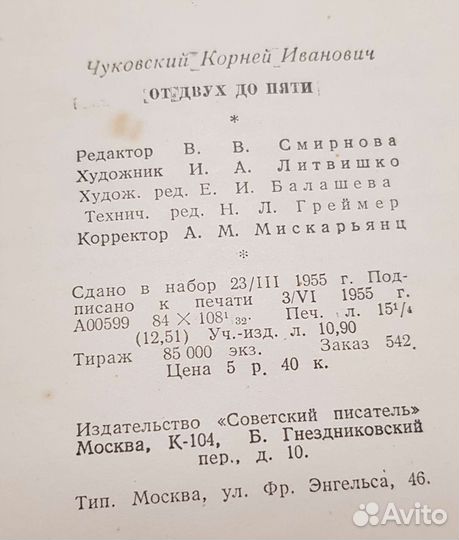 Чуковский Корней Иванович
ОТ ДВУХ ДО ПЯТИ
*
Редактор В. В. Смирнова
Художник И. А. Литвишко
Худож. ред. Е. И. Балашева
Технич. ред. Н. Л. Греймер
Корректор А. М. Мискарьянц
*
Сдано в набор 23/III 1955 г. Под-
писано к печати 3/VI 1955 г.
А00599 84 × 108¹/₃₂. Печ. л. 15¹/₄
(12,51) Уч.-изд. л. 10,90
Тираж 85 000 экз. Заказ 542.
Цена 5 р. 40 к.
Издательство «Советский писатель»
Москва, К-104, Б. Гнездниковский
пер., д. 10.
Тип. Москва, ул. Фр. Энгельса, 46.
Avito